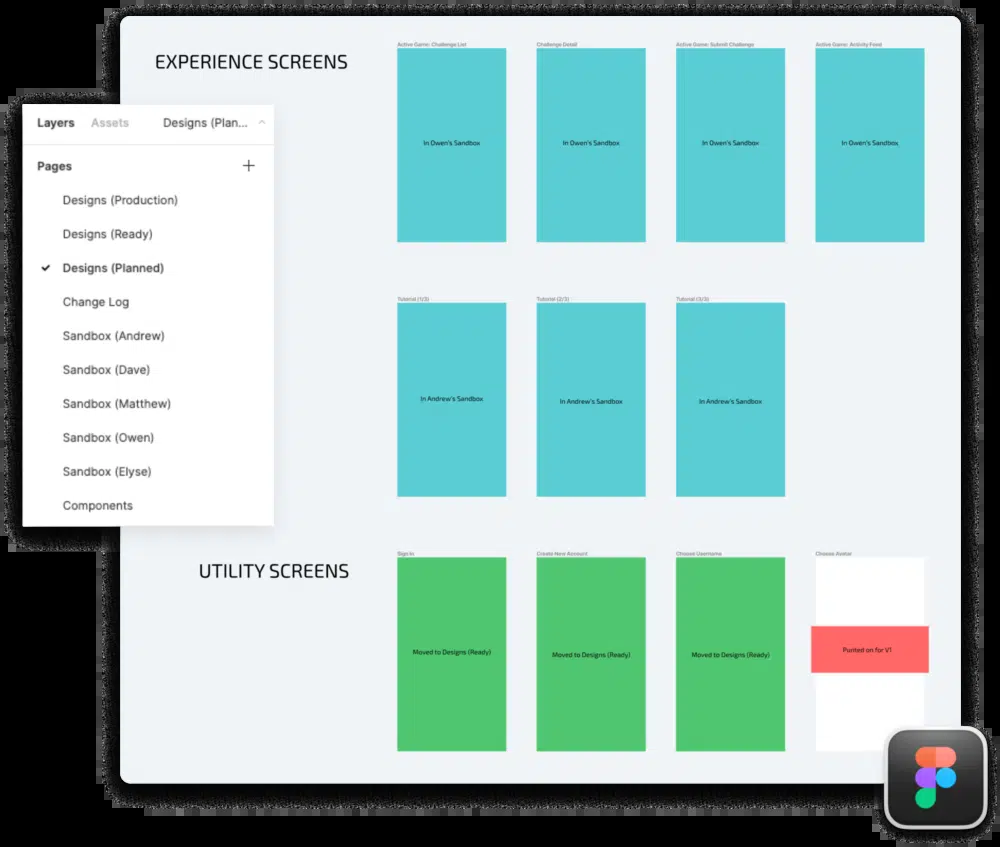 EXPERIENCE SCREENS
Active Game: Challenge List
Challenge Detail
Active Game: Submit Challenge
Active Game: Activity Feed
In Owen's Sandbox
In Owen's Sandbox
In Owen's Sandbox
In Owen's Sandbox
Layers
Assets
Designs (Plan...
Pages
Designs (Production)
Designs (Ready)
Designs (Planned)
Change Log
Sandbox (Andrew)
Sandbox (Dave)
Sandbox (Matthew)
Sandbox (Owen)
Sandbox (Elyse)
Components
Tutorial (1/3)
Tutorial (2/3)
Tutorial (3/3)
In Andrew's Sandbox
In Andrew's Sandbox
In Andrew's Sandbox
UTILITY SCREENS
Sign In
Create New Account
Choose Username
Choose Avatar
Moved to Designs (Ready)
Moved to Designs (Ready)
Moved to Designs (Ready)
Punted on for V1